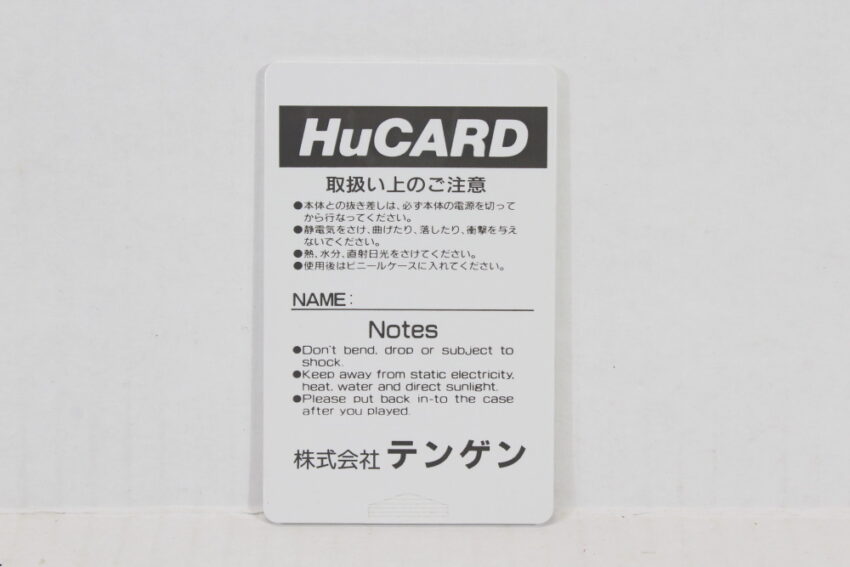 HuCARD
取扱い上のご注意
●本体との抜き差しは、必ず本体の電源を切って
から行なってください。
●静電気をさけ、曲げたり、落したり、衝撃を与え
ないでください。
●熱、水分、直射日光をさけてください。
●使用後はビニールケースに入れてください。
NAME:
Notes
●Don't bend, drop or subject to
shock.
●Keep away from static electricity,
heat, water and direct sunlight.
●Please put back in-to the case
after you played.
株式会社 テンゲン